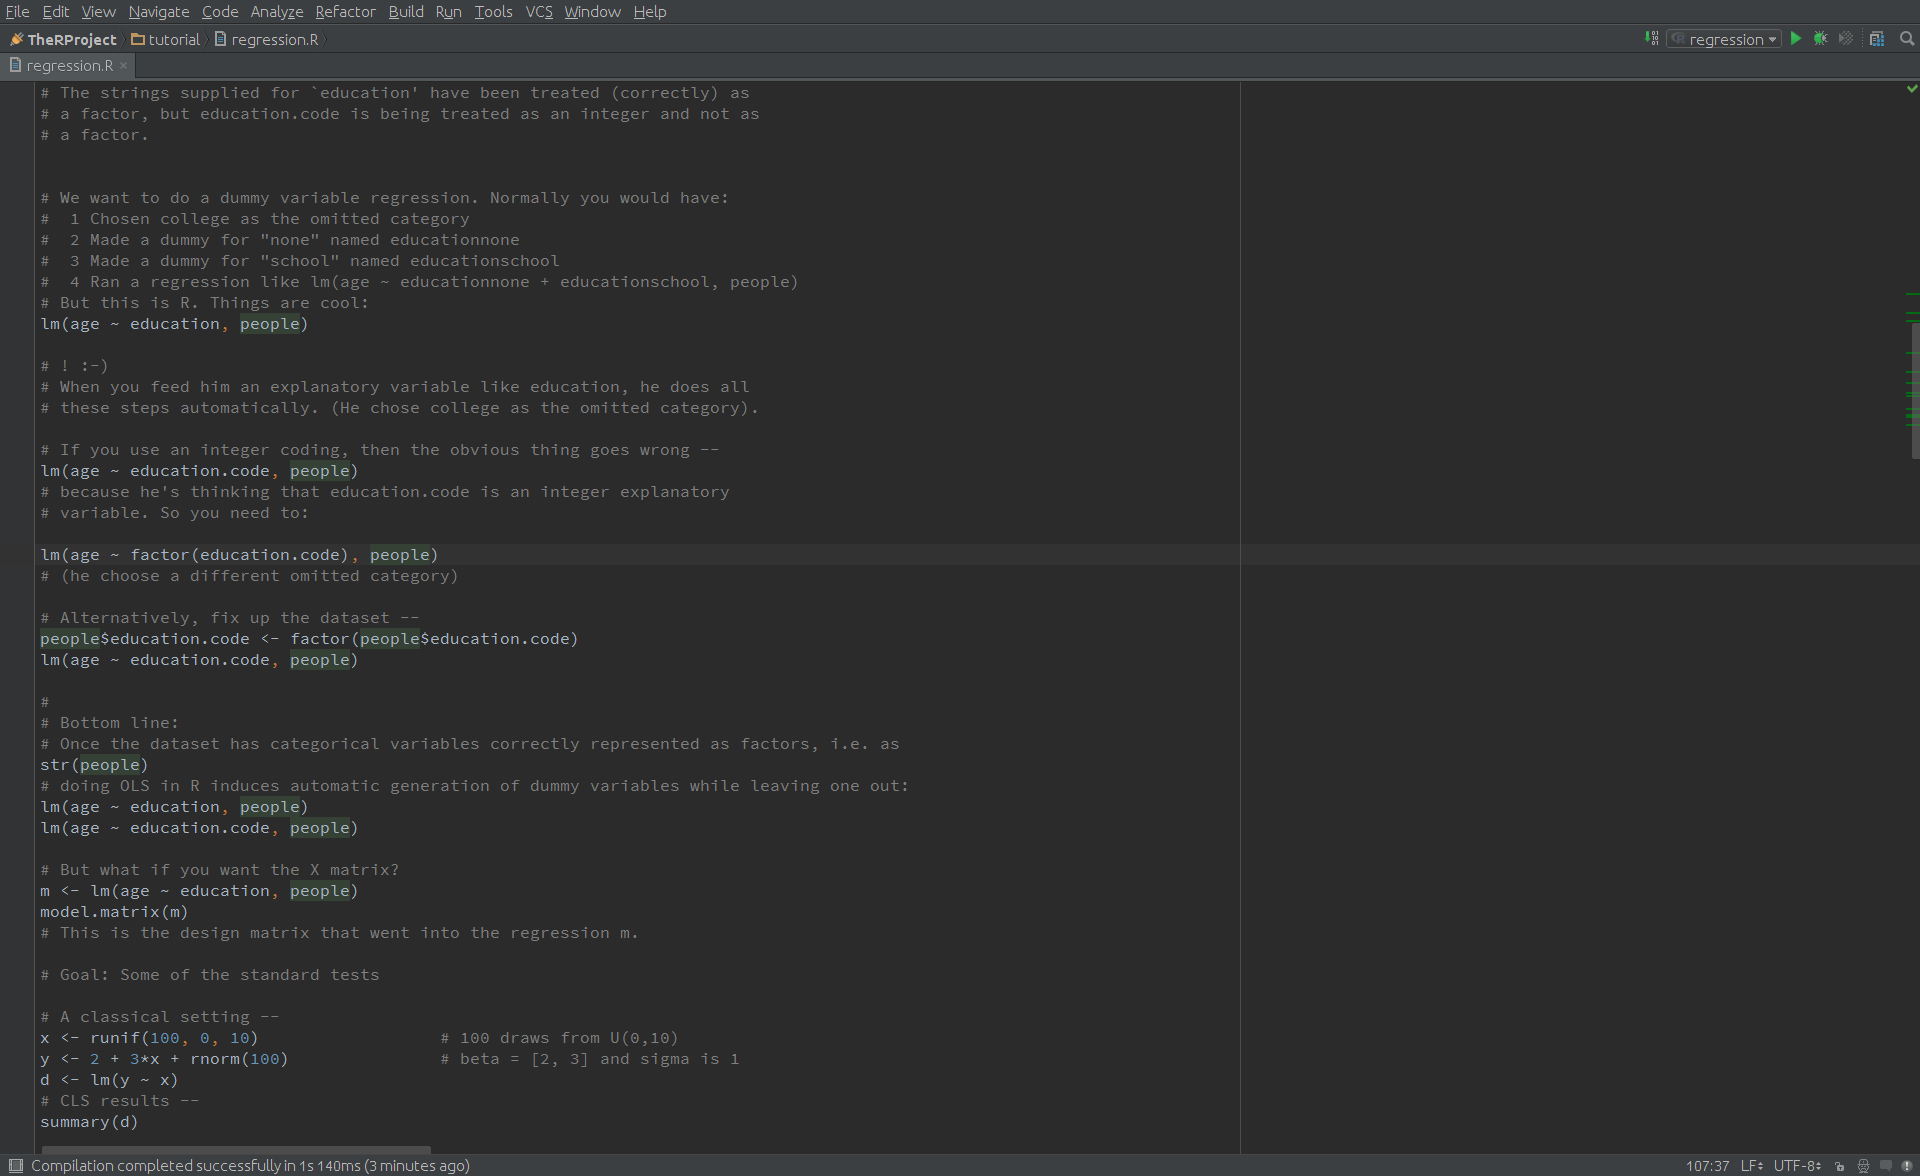 File Edit View Navigate Code Analyze Refactor Build Run Tools VCS Window Help
TheRProject tutorial regression.R regression
regression.R
# The strings supplied for `education' have been treated (correctly) as
# a factor, but education.code is being treated as an integer and not as
# a factor.
# We want to do a dummy variable regression. Normally you would have:
#  1 Chosen college as the omitted category
#  2 Made a dummy for "none" named educationnone
#  3 Made a dummy for "school" named educationschool
#  4 Ran a regression like lm(age ~ educationnone + educationschool, people)
# But this is R. Things are cool:
lm(age ~ education, people)
# ! :-)
# When you feed him an explanatory variable like education, he does all
# these steps automatically. (He chose college as the omitted category).
# If you use an integer coding, then the obvious thing goes wrong --
lm(age ~ education.code, people)
# because he's thinking that education.code is an integer explanatory
# variable. So you need to:
lm(age ~ factor(education.code), people)
# (he choose a different omitted category)
# Alternatively, fix up the dataset --
people$education.code <- factor(people$education.code)
lm(age ~ education.code, people)
#
# Bottom line:
# Once the dataset has categorical variables correctly represented as factors, i.e. as
str(people)
# doing OLS in R induces automatic generation of dummy variables while leaving one out:
lm(age ~ education, people)
lm(age ~ education.code, people)
# But what if you want the X matrix?
m <- lm(age ~ education, people)
model.matrix(m)
# This is the design matrix that went into the regression m.
# Goal: Some of the standard tests
# A classical setting --
x <- runif(100, 0, 10)                  # 100 draws from U(0,10)
y <- 2 + 3*x + rnorm(100)               # beta = [2, 3] and sigma is 1
d <- lm(y ~ x)
# CLS results --
summary(d)
Compilation completed successfully in 1s 140ms (3 minutes ago) 107:37 LF UTF-8